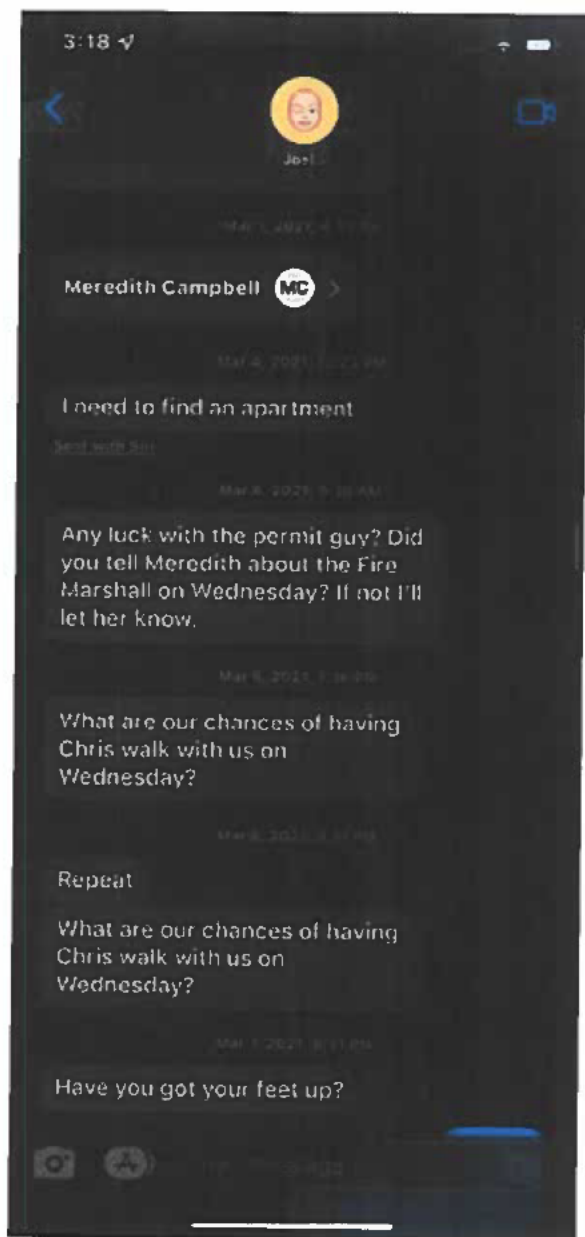 3:18
Joel
Meredith Campbell MC
I need to find an apartment
Sent with Siri
Any luck with the permit guy? Did
you tell Meredith about the Fire
Marshall on Wednesday? If not I'll
let her know.
What are our chances of having
Chris walk with us on
Wednesday?
Repeat
What are our chances of having
Chris walk with us on
Wednesday?
Have you got your feet up?